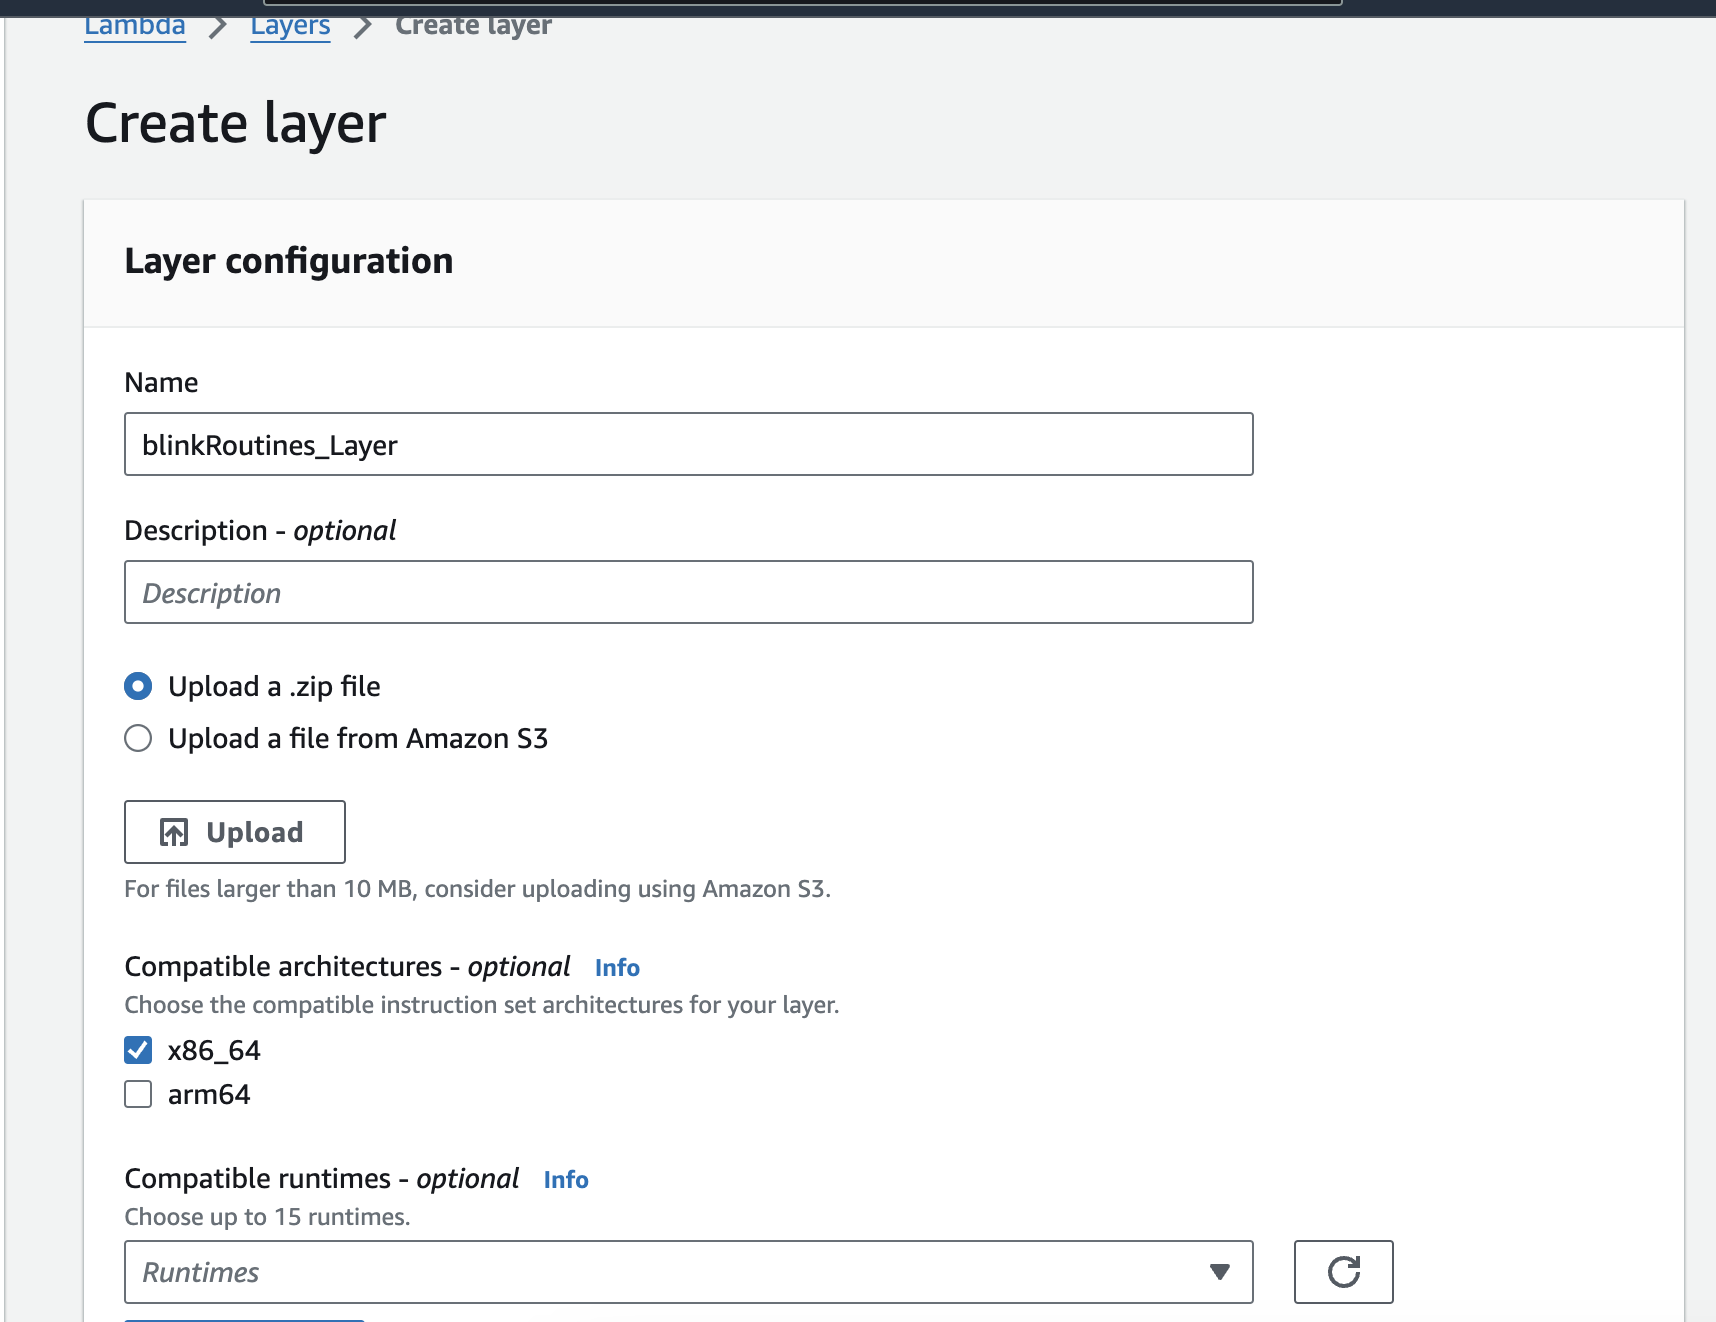 Lambda > Layers > Create layer
Create layer
Layer configuration
Name
blinkRoutines_Layer
Description - optional
Description
Upload a .zip file
Upload a file from Amazon S3
Upload
For files larger than 10 MB, consider uploading using Amazon S3.
Compatible architectures - optional Info
Choose the compatible instruction set architectures for your layer.
x86_64
arm64
Compatible runtimes - optional Info
Choose up to 15 runtimes.
Runtimes